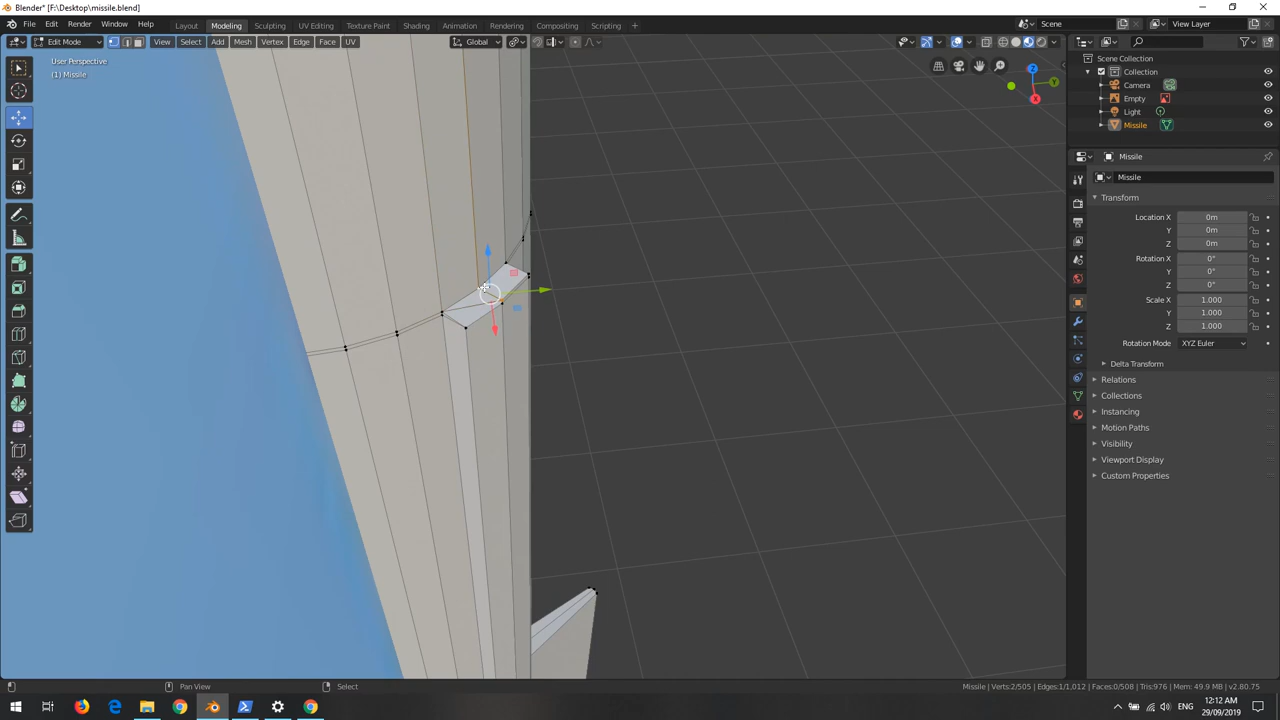 Blender* [F:\Desktop\missile.blend]
File Edit Render Window Help Layout Modeling Sculpting UV Editing Texture Paint Shading Animation Rendering Compositing Scripting + Scene View Layer
Edit Mode View Select Add Mesh Vertex Edge Face UV Global
User Perspective
(1) Missile
Z
Y
X
Scene Collection
Collection
Camera
Empty
Light
Missile
Missile
Missile
Transform
Location X 0m
Y 0m
Z 0m
Rotation X 0°
Y 0°
Z 0°
Scale X 1.000
Y 1.000
Z 1.000
Rotation Mode XYZ Euler
Delta Transform
Relations
Collections
Instancing
Motion Paths
Visibility
Viewport Display
Custom Properties
Pan View Select Missile | Verts:2/505 | Edges:1/1,012 | Faces:0/508 | Tris:976 | Mem: 49.9 MB | v2.80.75
ENG 12:12 AM
29/09/2019